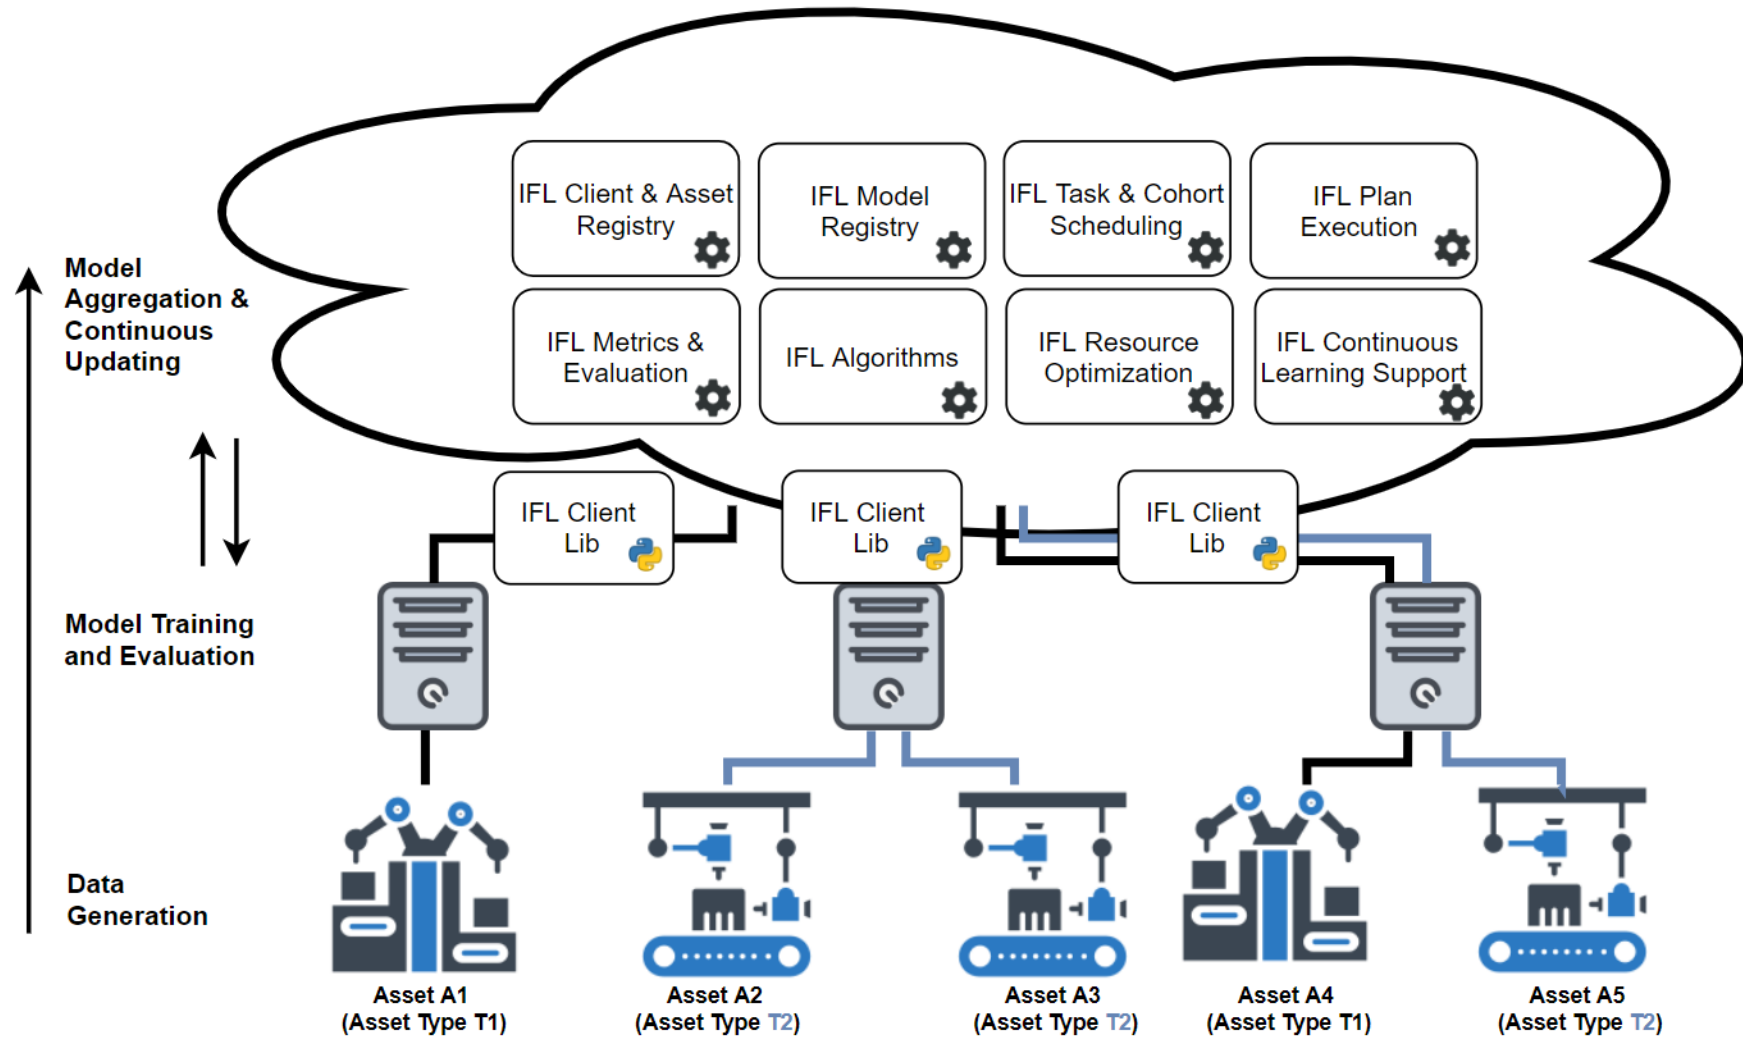 IFL Client & Asset
Registry
IFL Model
Registry
IFL Task & Cohort
Scheduling
IFL Plan
Execution
Model
Aggregation &
Continuous
Updating
IFL Metrics &
Evaluation
IFL Algorithms
IFL Resource
Optimization
IFL Continuous
Learning Support
IFL Client
Lib
IFL Client
Lib
IFL Client
Lib
Model Training
and Evaluation
Data
Generation
Asset A1
(Asset Type T1)
Asset A2
(Asset Type T2)
Asset A3
(Asset Type T2)
Asset A4
(Asset Type T1)
Asset A5
(Asset Type T2)